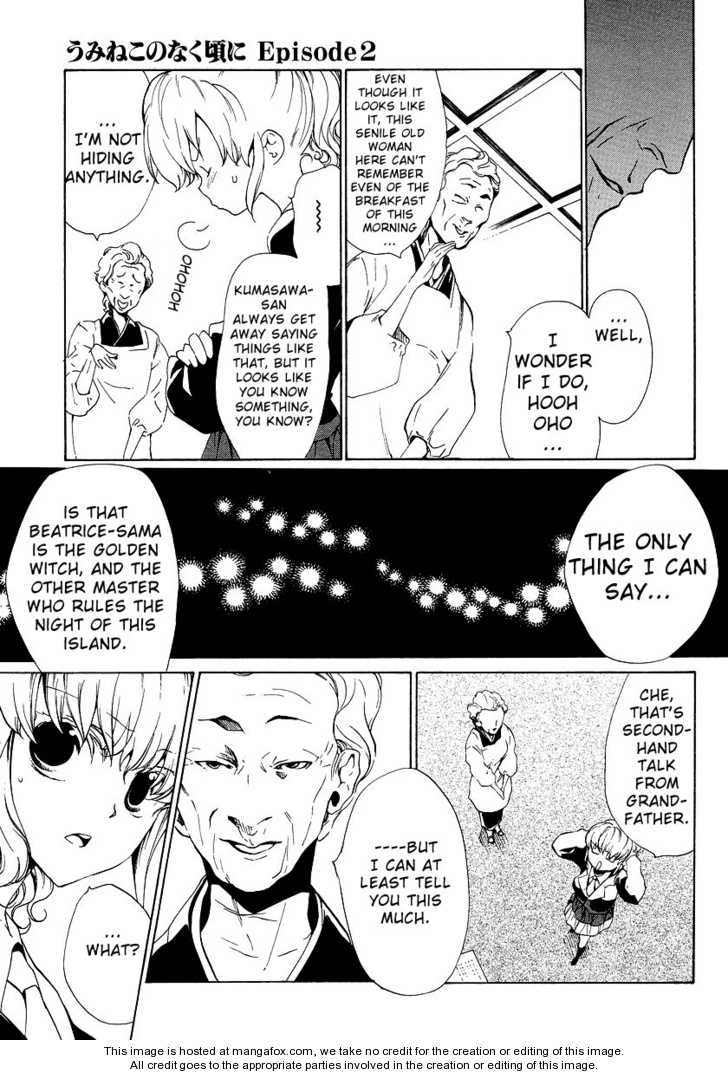 うみねこのなく頃に Episode2
...
WELL,
I
WONDER
IF I DO,
HOOH
OHO
...
EVEN
THOUGH IT
LOOKS LIKE
IT, THIS
SENILE OLD
WOMAN
HERE CAN'T
REMEMBER
EVEN OF THE
BREAKFAST
OF THIS
MORNING
...
...
I'M NOT
HIDING
ANYTHING.
OHOHOHO
KUMASAWA-
SAN
ALWAYS GET
AWAY SAYING
THINGS LIKE
THAT, BUT IT
LOOKS LIKE
YOU KNOW
SOMETHING,
YOU KNOW?
THE ONLY
THING I CAN
SAY...
IS THAT
BEATRICE-SAMA
IS THE GOLDEN
WITCH, AND THE
OTHER MASTER
WHO RULES THE
NIGHT OF THIS
ISLAND.
CHE,
THAT'S
SECOND-
HAND
TALK
FROM
GRAND-
FATHER.
----BUT
I CAN AT
LEAST TELL
YOU THIS
MUCH.
...
WHAT?
This image is hosted at mangafox.com, we take no credit for the creation or editing of this image.
All credit goes to the appropriate parties involved in the creation or editing of this image.